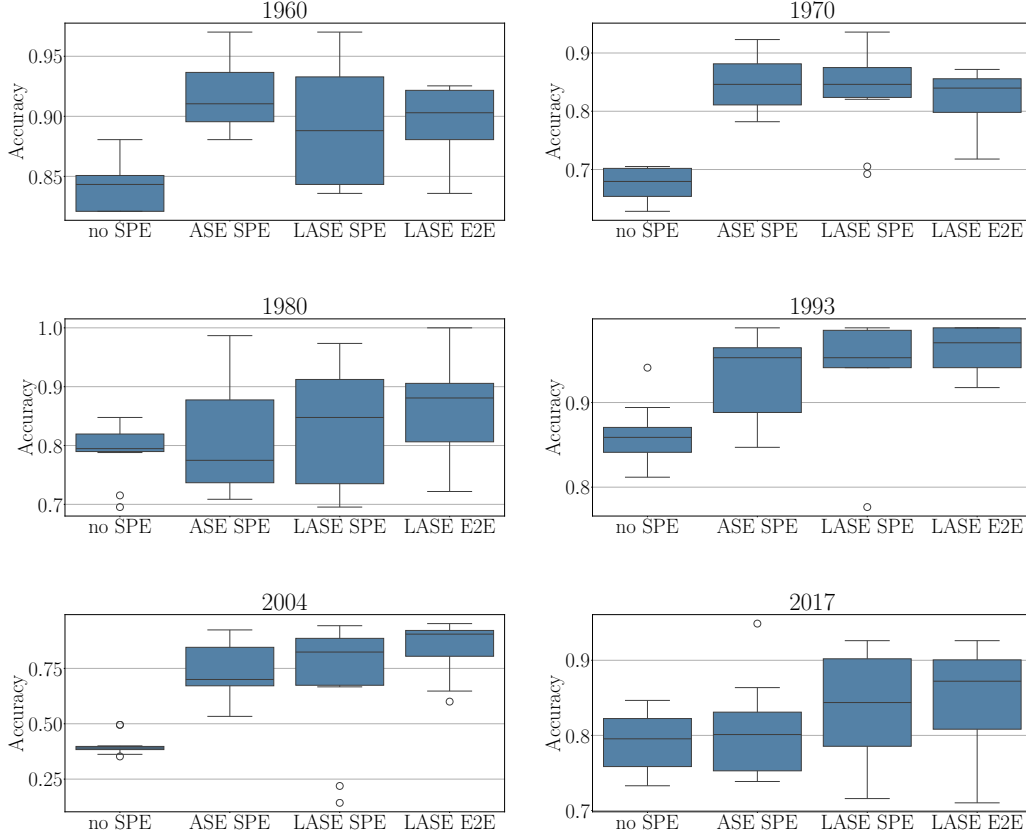 1960
0.95
0.90
0.85
Accuracy
no SPE ASE SPE LASE SPE LASE E2E
1970
0.9
0.8
0.7
Accuracy
no SPE ASE SPE LASE SPE LASE E2E
1980
1.0
0.9
0.8
0.7
Accuracy
no SPE ASE SPE LASE SPE LASE E2E
1993
0.9
0.8
Accuracy
no SPE ASE SPE LASE SPE LASE E2E
2004
0.75
0.50
0.25
Accuracy
no SPE ASE SPE LASE SPE LASE E2E
2017
0.9
0.8
0.7
Accuracy
no SPE ASE SPE LASE SPE LASE E2E